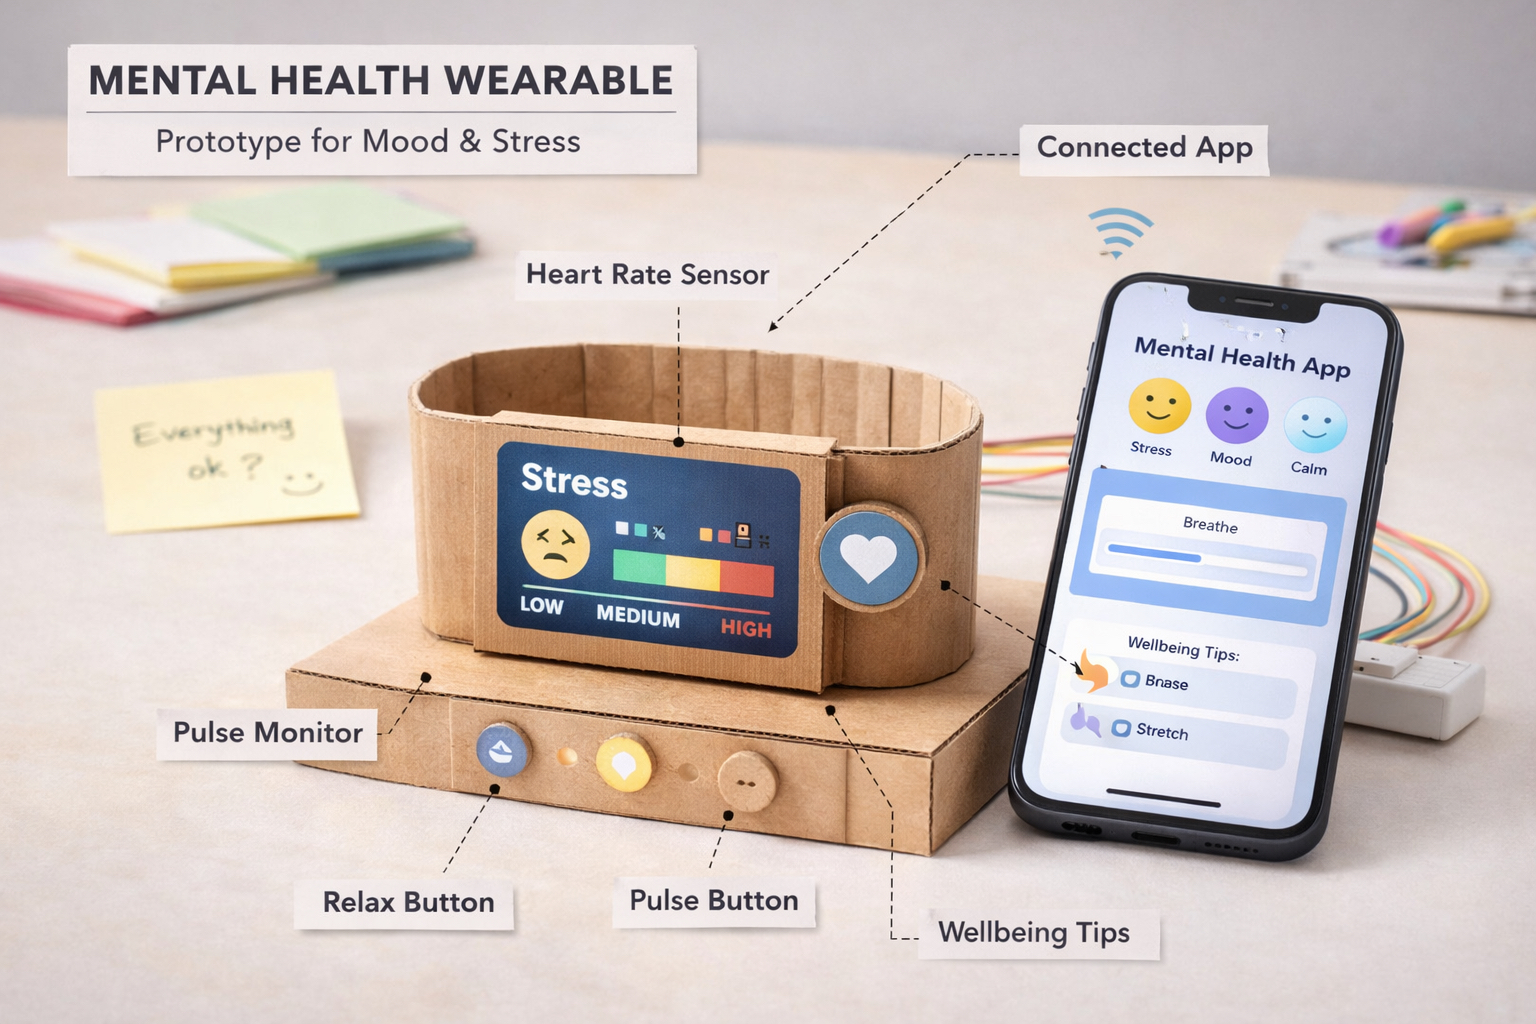 MENTAL HEALTH WEARABLE
Prototype for Mood & Stress
Connected App
Heart Rate Sensor
Mental Health App
Stress
Mood
Calm
Everything
ok ?
Stress
LOW
MEDIUM
HIGH
Breathe
Wellbeing Tips:
Bnase
Stretch
Pulse Monitor
Relax Button
Pulse Button
Wellbeing Tips